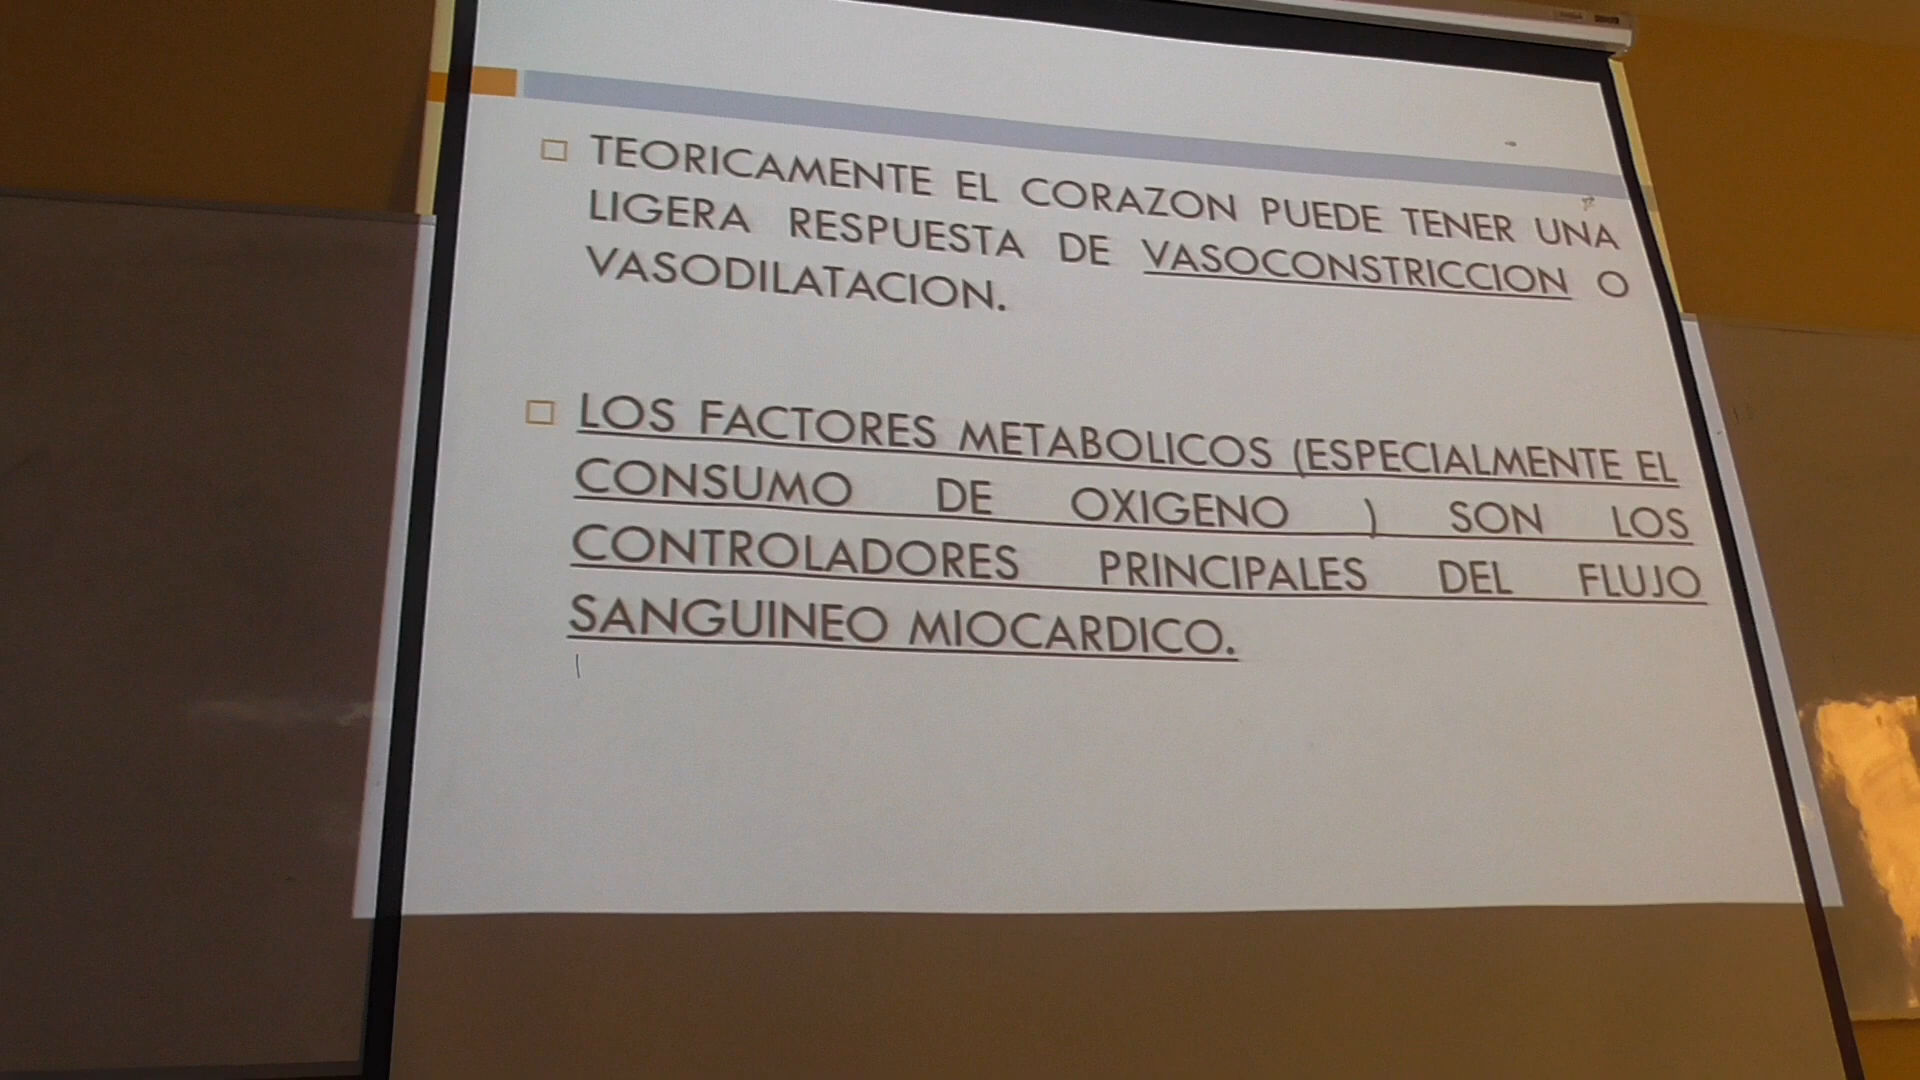 TEORICAMENTE EL CORAZON PUEDE TENER UNA
LIGERA RESPUESTA DE VASOCONSTRICCION O
VASODILATACION.
LOS FACTORES METABOLICOS (ESPECIALMENTE EL
CONSUMO DE OXIGENO ) SON LOS
CONTROLADORES PRINCIPALES DEL FLUJO
SANGUINEO MIOCARDICO.